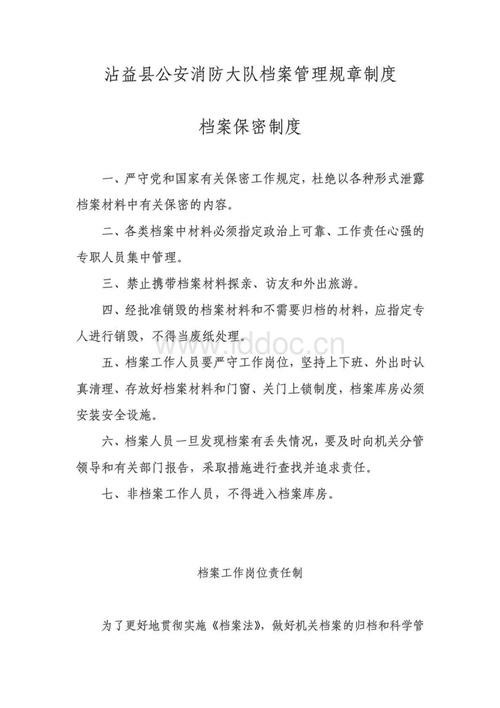 沾益县公安消防大队档案管理规章制度
档案保密制度
一、严守党和国家有关保密工作规定，杜绝以各种形式泄露
档案材料中有关保密的内容。
二、各类档案中材料必须指定政治上可靠、工作责任心强的
专职人员集中管理。
三、禁止携带档案材料探亲、访友和外出旅游。
四、经批准销毁的档案材料和不需要归档的材料，应指定专
人进行销毁，不得当废纸处理。
www.iddoc.cn
五、档案工作人员要严守工作岗位，坚持上下班、外出时认
真清理、存放好档案材料和门窗、关门上锁制度，档案库房必须
安装安全设施。
六、档案人员一旦发现档案有丢失情况，要及时向机关分管
领导和有关部门报告，采取措施进行查找并追求责任。
七、非档案工作人员，不得进入档案库房。
档案工作岗位责任制
为了更好地贯彻实施《档案法》，做好机关档案的归档和科学管